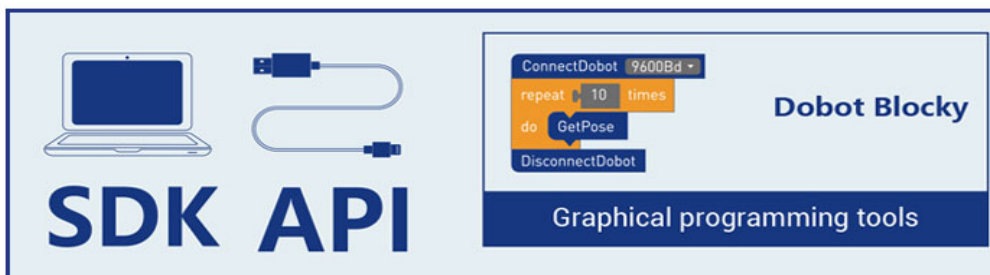 SDK API
ConnectDobot 9600Bd
repeat 10 times
do GetPose
DisconnectDobot
Dobot Blocky
Graphical programming tools